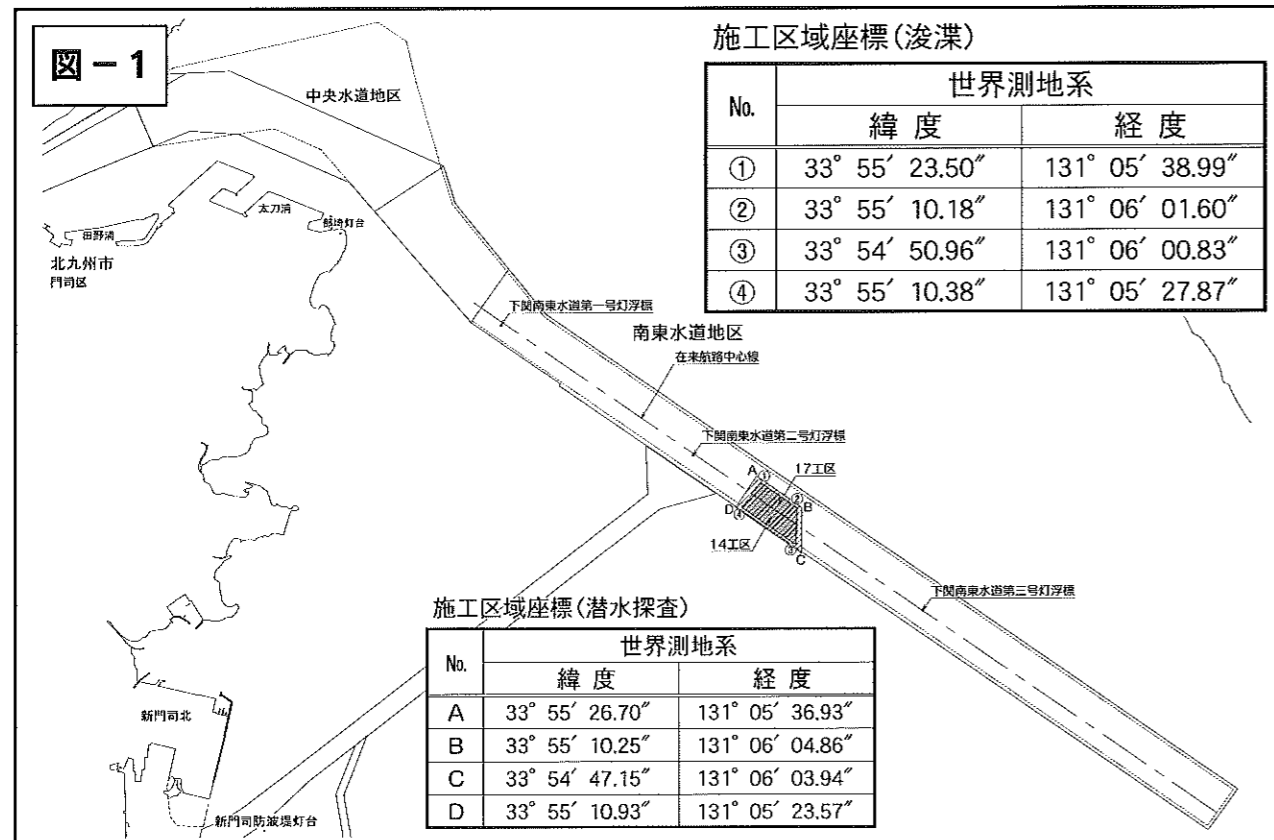 図-1
中央水道地区
施工区域座標(浚渫)
No. 世界測地系
緯 度 経 度
① 33° 55′ 23.50″ 131° 05′ 38.99″
② 33° 55′ 10.18″ 131° 06′ 01.60″
③ 33° 54′ 50.96″ 131° 06′ 00.83″
④ 33° 55′ 10.38″ 131° 05′ 27.87″
太刀浦
部埼灯台
田野浦
北九州市
門司区
下関南東水道第一号灯浮標
南東水道地区
在来航路中心線
下関南東水道第二号灯浮標
A ① 17工区
② B
D ④
14工区 ③
C
下関南東水道第三号灯浮標
施工区域座標(潜水探査)
No. 世界測地系
緯 度 経 度
A 33° 55′ 26.70″ 131° 05′ 36.93″
B 33° 55′ 10.25″ 131° 06′ 04.86″
C 33° 54′ 47.15″ 131° 06′ 03.94″
D 33° 55′ 10.93″ 131° 05′ 23.57″
新門司北
新門司防波堤灯台